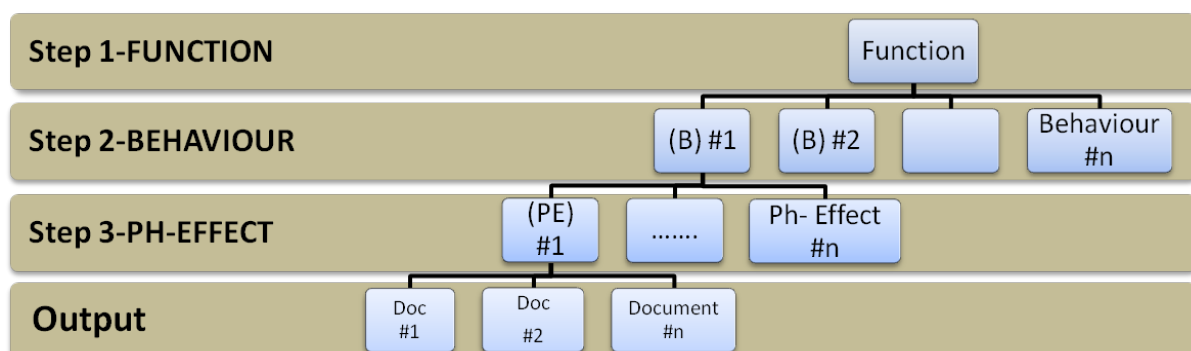 Step 1-FUNCTION
Function
Step 2-BEHAVIOUR
(B) #1
(B) #2
Behaviour
#n
Step 3-PH-EFFECT
(PE)
#1
.......
Ph- Effect
#n
Output
Doc
#1
Doc
#2
Document
#n